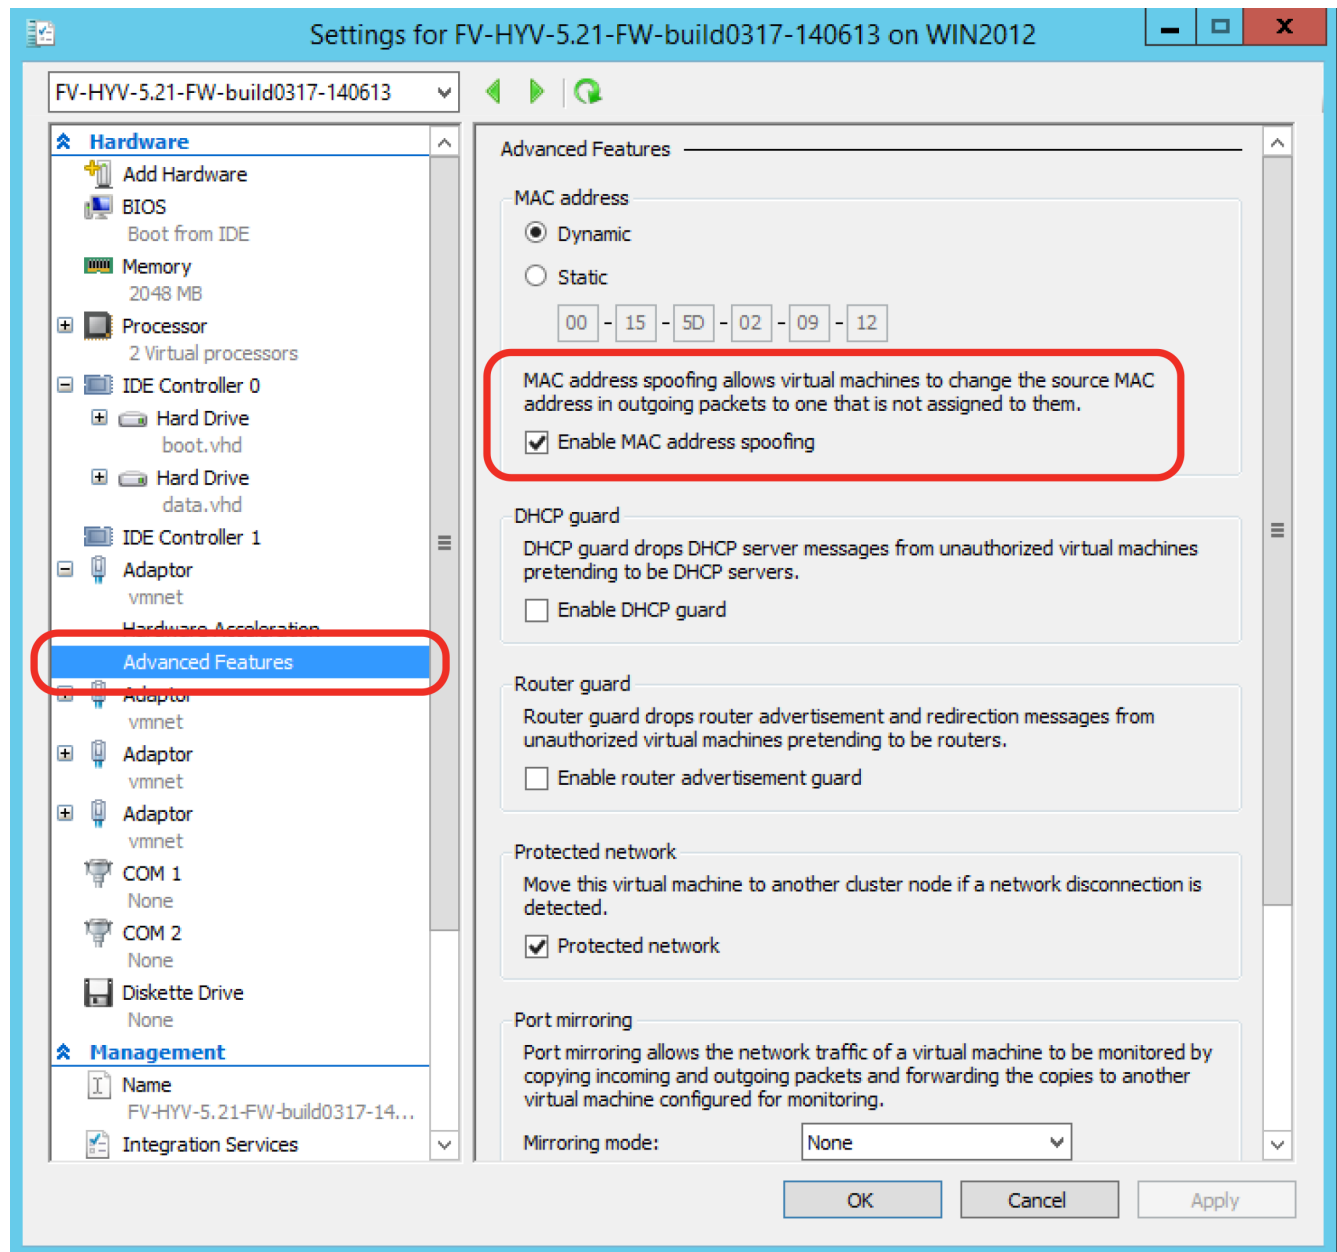 Settings for FV-HYV-5.21-FW-build0317-140613 on WIN2012
FV-HYV-5.21-FW-build0317-140613
Hardware
Add Hardware
BIOS
Boot from IDE
Memory
2048 MB
Processor
2 Virtual processors
IDE Controller 0
Hard Drive
boot.vhd
Hard Drive
data.vhd
IDE Controller 1
Adaptor
vmnet
Hardware Acceleration
Advanced Features
Adaptor
vmnet
Adaptor
vmnet
Adaptor
vmnet
COM 1
None
COM 2
None
Diskette Drive
None
Management
Name
FV-HYV-5.21-FW-build0317-14...
Integration Services
Advanced Features
MAC address
Dynamic
Static
00 - 15 - 5D - 02 - 09 - 12
MAC address spoofing allows virtual machines to change the source MAC
address in outgoing packets to one that is not assigned to them.
Enable MAC address spoofing
DHCP guard
DHCP guard drops DHCP server messages from unauthorized virtual machines
pretending to be DHCP servers.
Enable DHCP guard
Router guard
Router guard drops router advertisement and redirection messages from
unauthorized virtual machines pretending to be routers.
Enable router advertisement guard
Protected network
Move this virtual machine to another cluster node if a network disconnection is
detected.
Protected network
Port mirroring
Port mirroring allows the network traffic of a virtual machine to be monitored by
copying incoming and outgoing packets and forwarding the copies to another
virtual machine configured for monitoring.
Mirroring mode: None
OK Cancel Apply